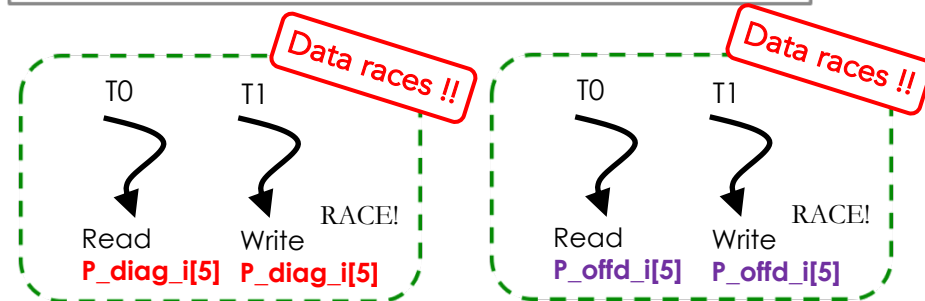 Data races !!
T0 T1
RACE!
Read Write
P_diag_i[5] P_diag_i[5]
Data races !!
T0 T1
RACE!
Read Write
P_offd_i[5] P_offd_i[5]